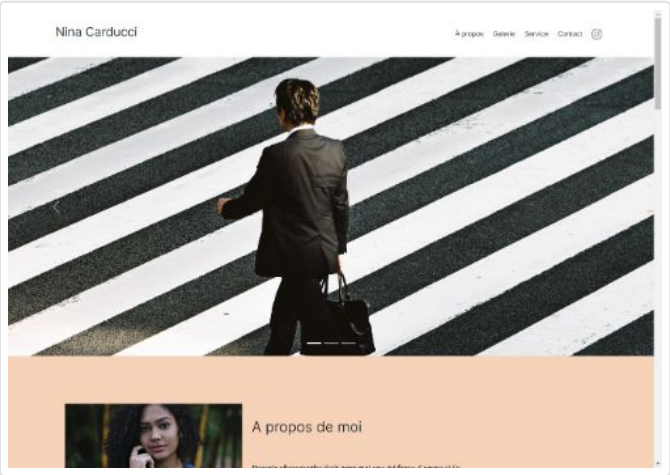 Nina Carducci
À propos Galerie Service Contact
A propos de moi